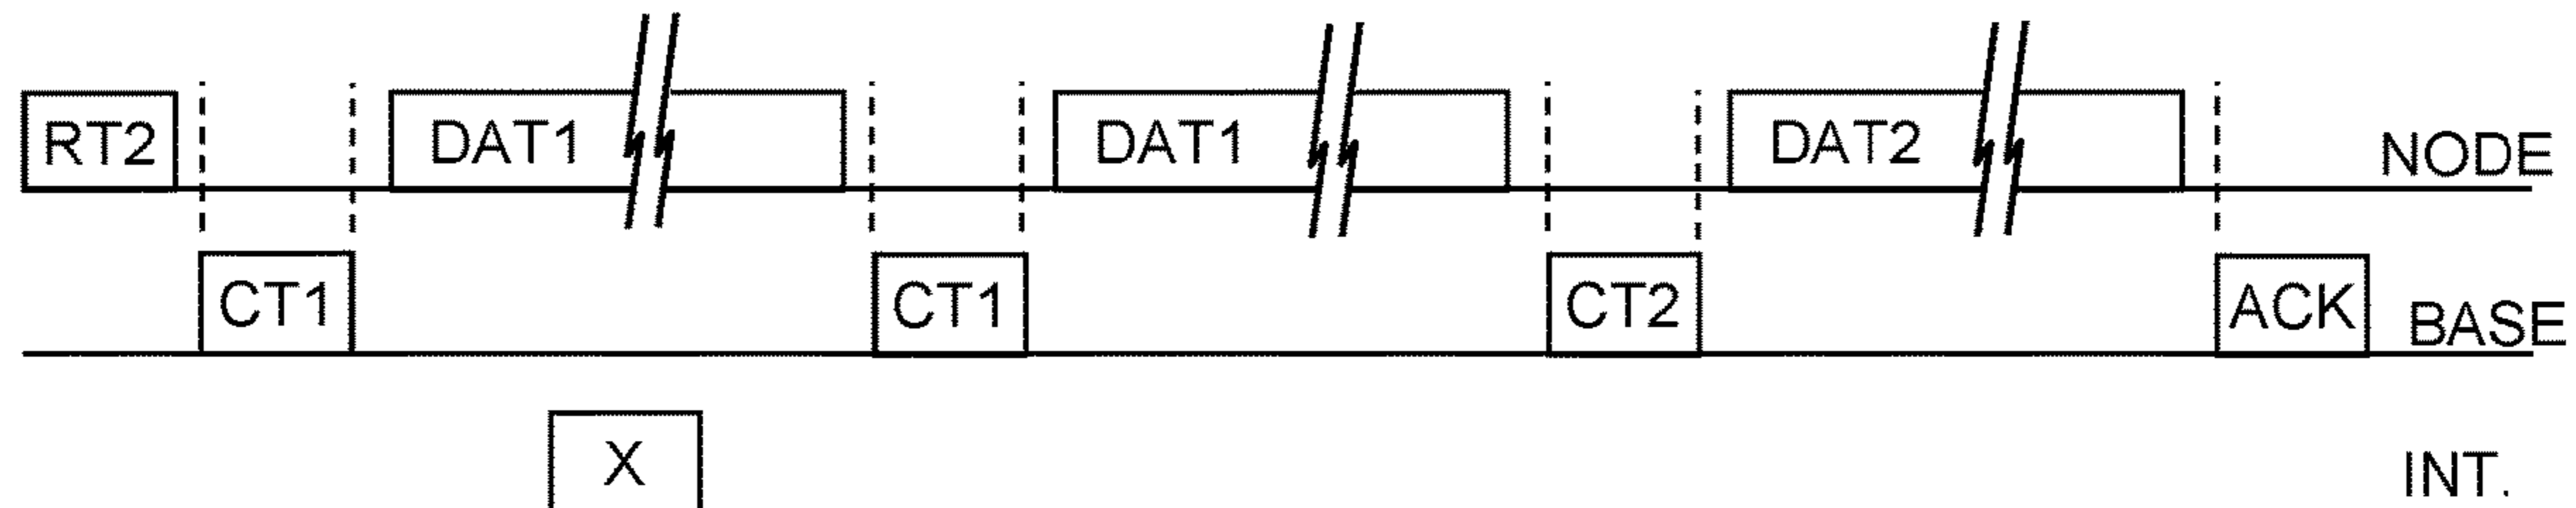 RT2 DAT1 DAT1 DAT2 NODE
CT1 CT1 CT2 ACK BASE
X INT.